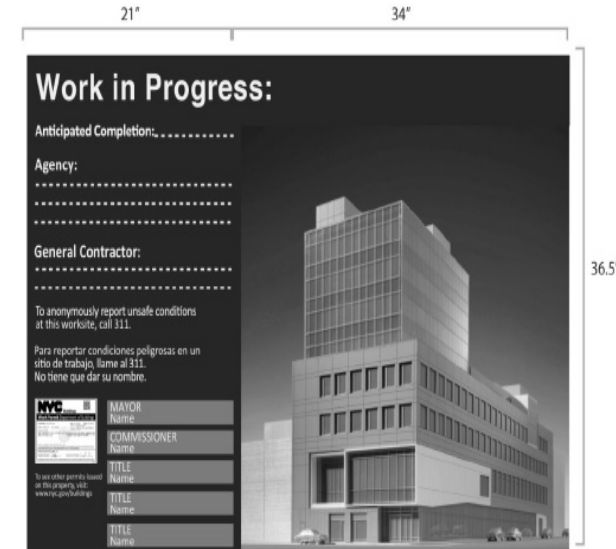 21"
34"
36.5"
Work in Progress:
Anticipated Completion:
Agency:
General Contractor:
To anonymously report unsafe conditions
at this worksite, call 311.
Para reportar condiciones peligrosas en un
sitio de trabajo, llame al 311.
No tiene que dar su nombre.
NYC
MAYOR
Name
COMMISSIONER
Name
TITLE
Name
To see other permits issued
on this property, visit:
www.nyc.gov/buildings
TITLE
Name
TITLE
Name